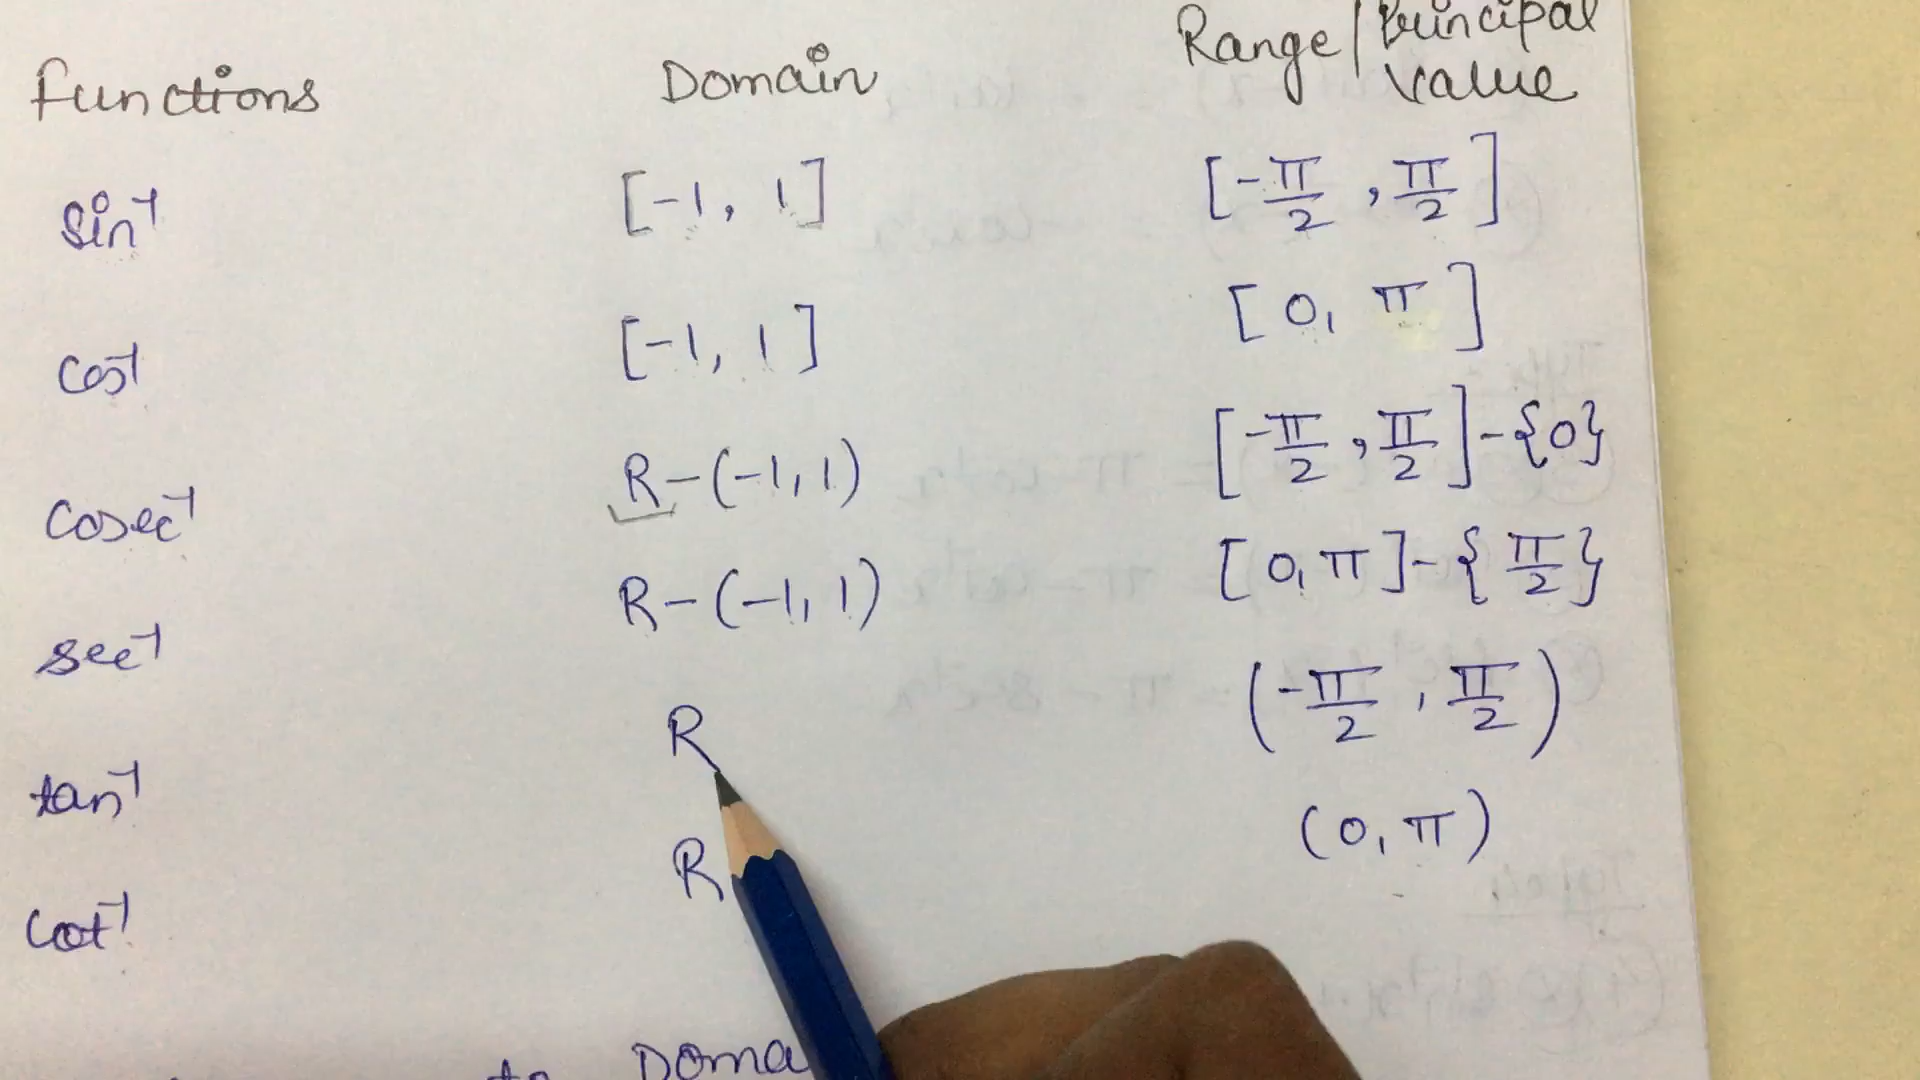 Functions Domain Range/Principal value
sin⁻¹ [-1, 1] [-π/2, π/2]
cos⁻¹ [-1, 1] [0, π]
cosec⁻¹ R-(-1,1) [-π/2, π/2]-{0}
sec⁻¹ R-(-1,1) [0,π]-{π/2}
tan⁻¹ R (-π/2, π/2)
cot⁻¹ R (0, π)
to Doma